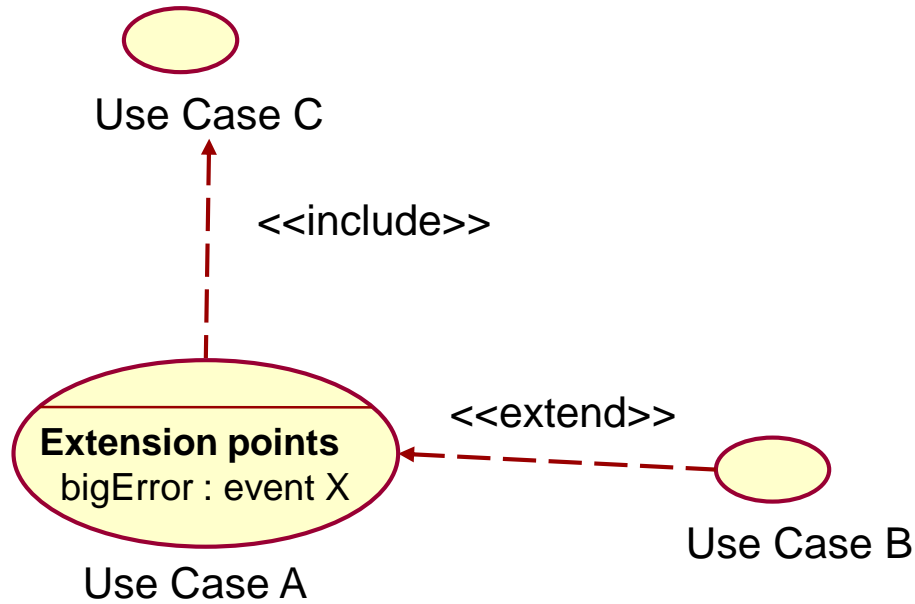 Use Case C
<<include>>
<<extend>>
Extension points
bigError : event X
Use Case B
Use Case A